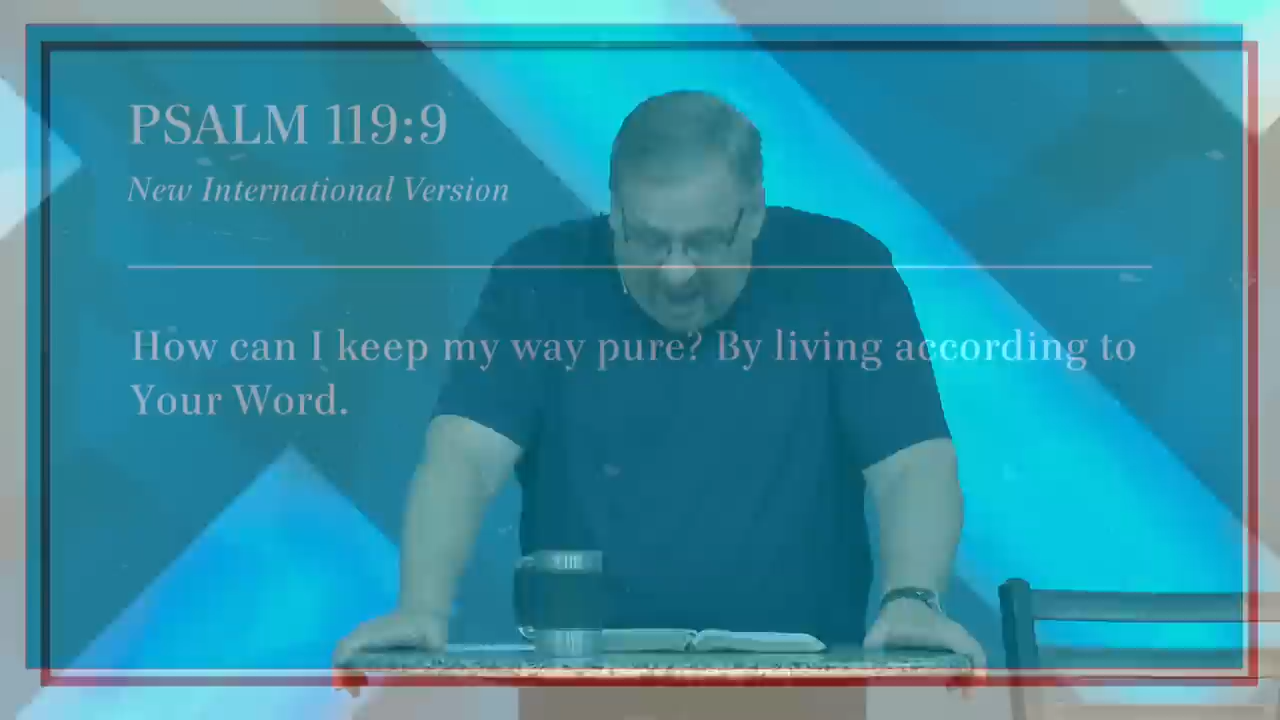 PSALM 119:9
New International Version
How can I keep my way pure? By living according to
Your Word.